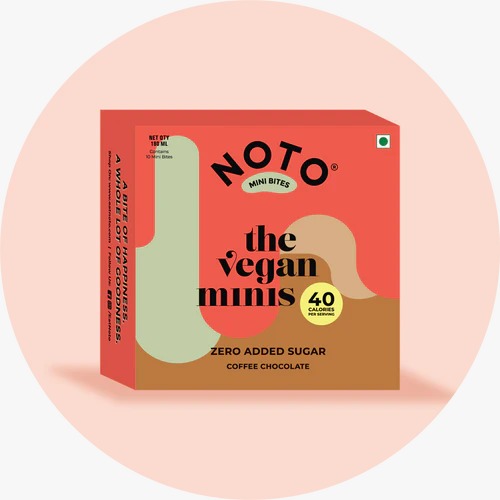 NET QTY
180 ML
Contains
10 Mini Bites
NOTO®
MINI BITES
the
vegan
minis
40
CALORIES
PER SERVING
ZERO ADDED SUGAR
COFFEE CHOCOLATE
A BITE OF HAPPINESS,
A WHOLE LOT OF GOODNESS.